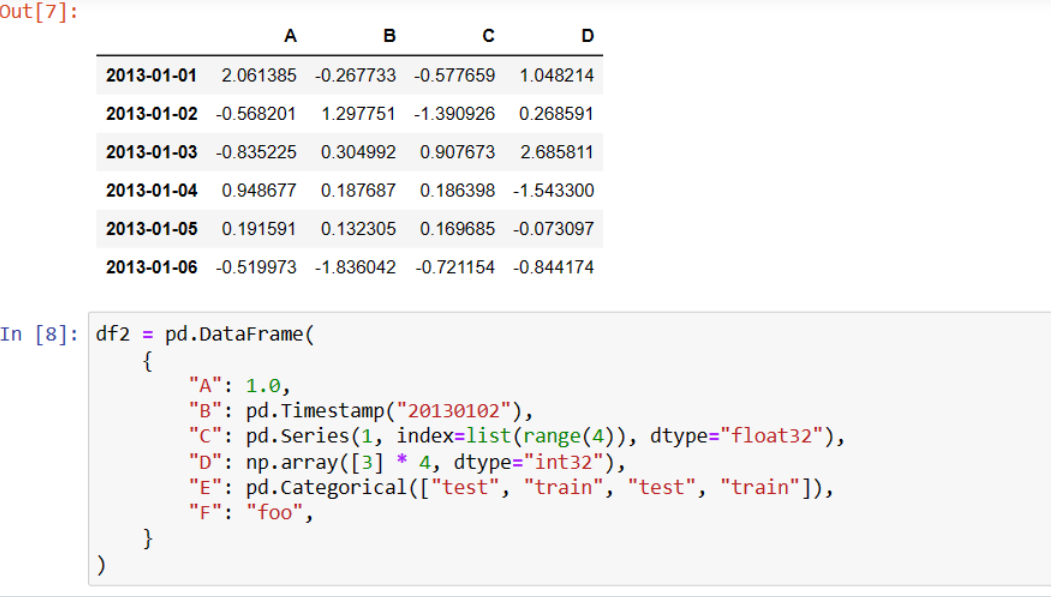 Out[7]:
A B C D
2013-01-01 2.061385 -0.267733 -0.577659 1.048214
2013-01-02 -0.568201 1.297751 -1.390926 0.268591
2013-01-03 -0.835225 0.304992 0.907673 2.685811
2013-01-04 0.948677 0.187687 0.186398 -1.543300
2013-01-05 0.191591 0.132305 0.169685 -0.073097
2013-01-06 -0.519973 -1.836042 -0.721154 -0.844174
In [8]: df2 = pd.DataFrame(
    {
        "A": 1.0,
        "B": pd.Timestamp("20130102"),
        "C": pd.Series(1, index=list(range(4)), dtype="float32"),
        "D": np.array([3] * 4, dtype="int32"),
        "E": pd.Categorical(["test", "train", "test", "train"]),
        "F": "foo",
    }
)